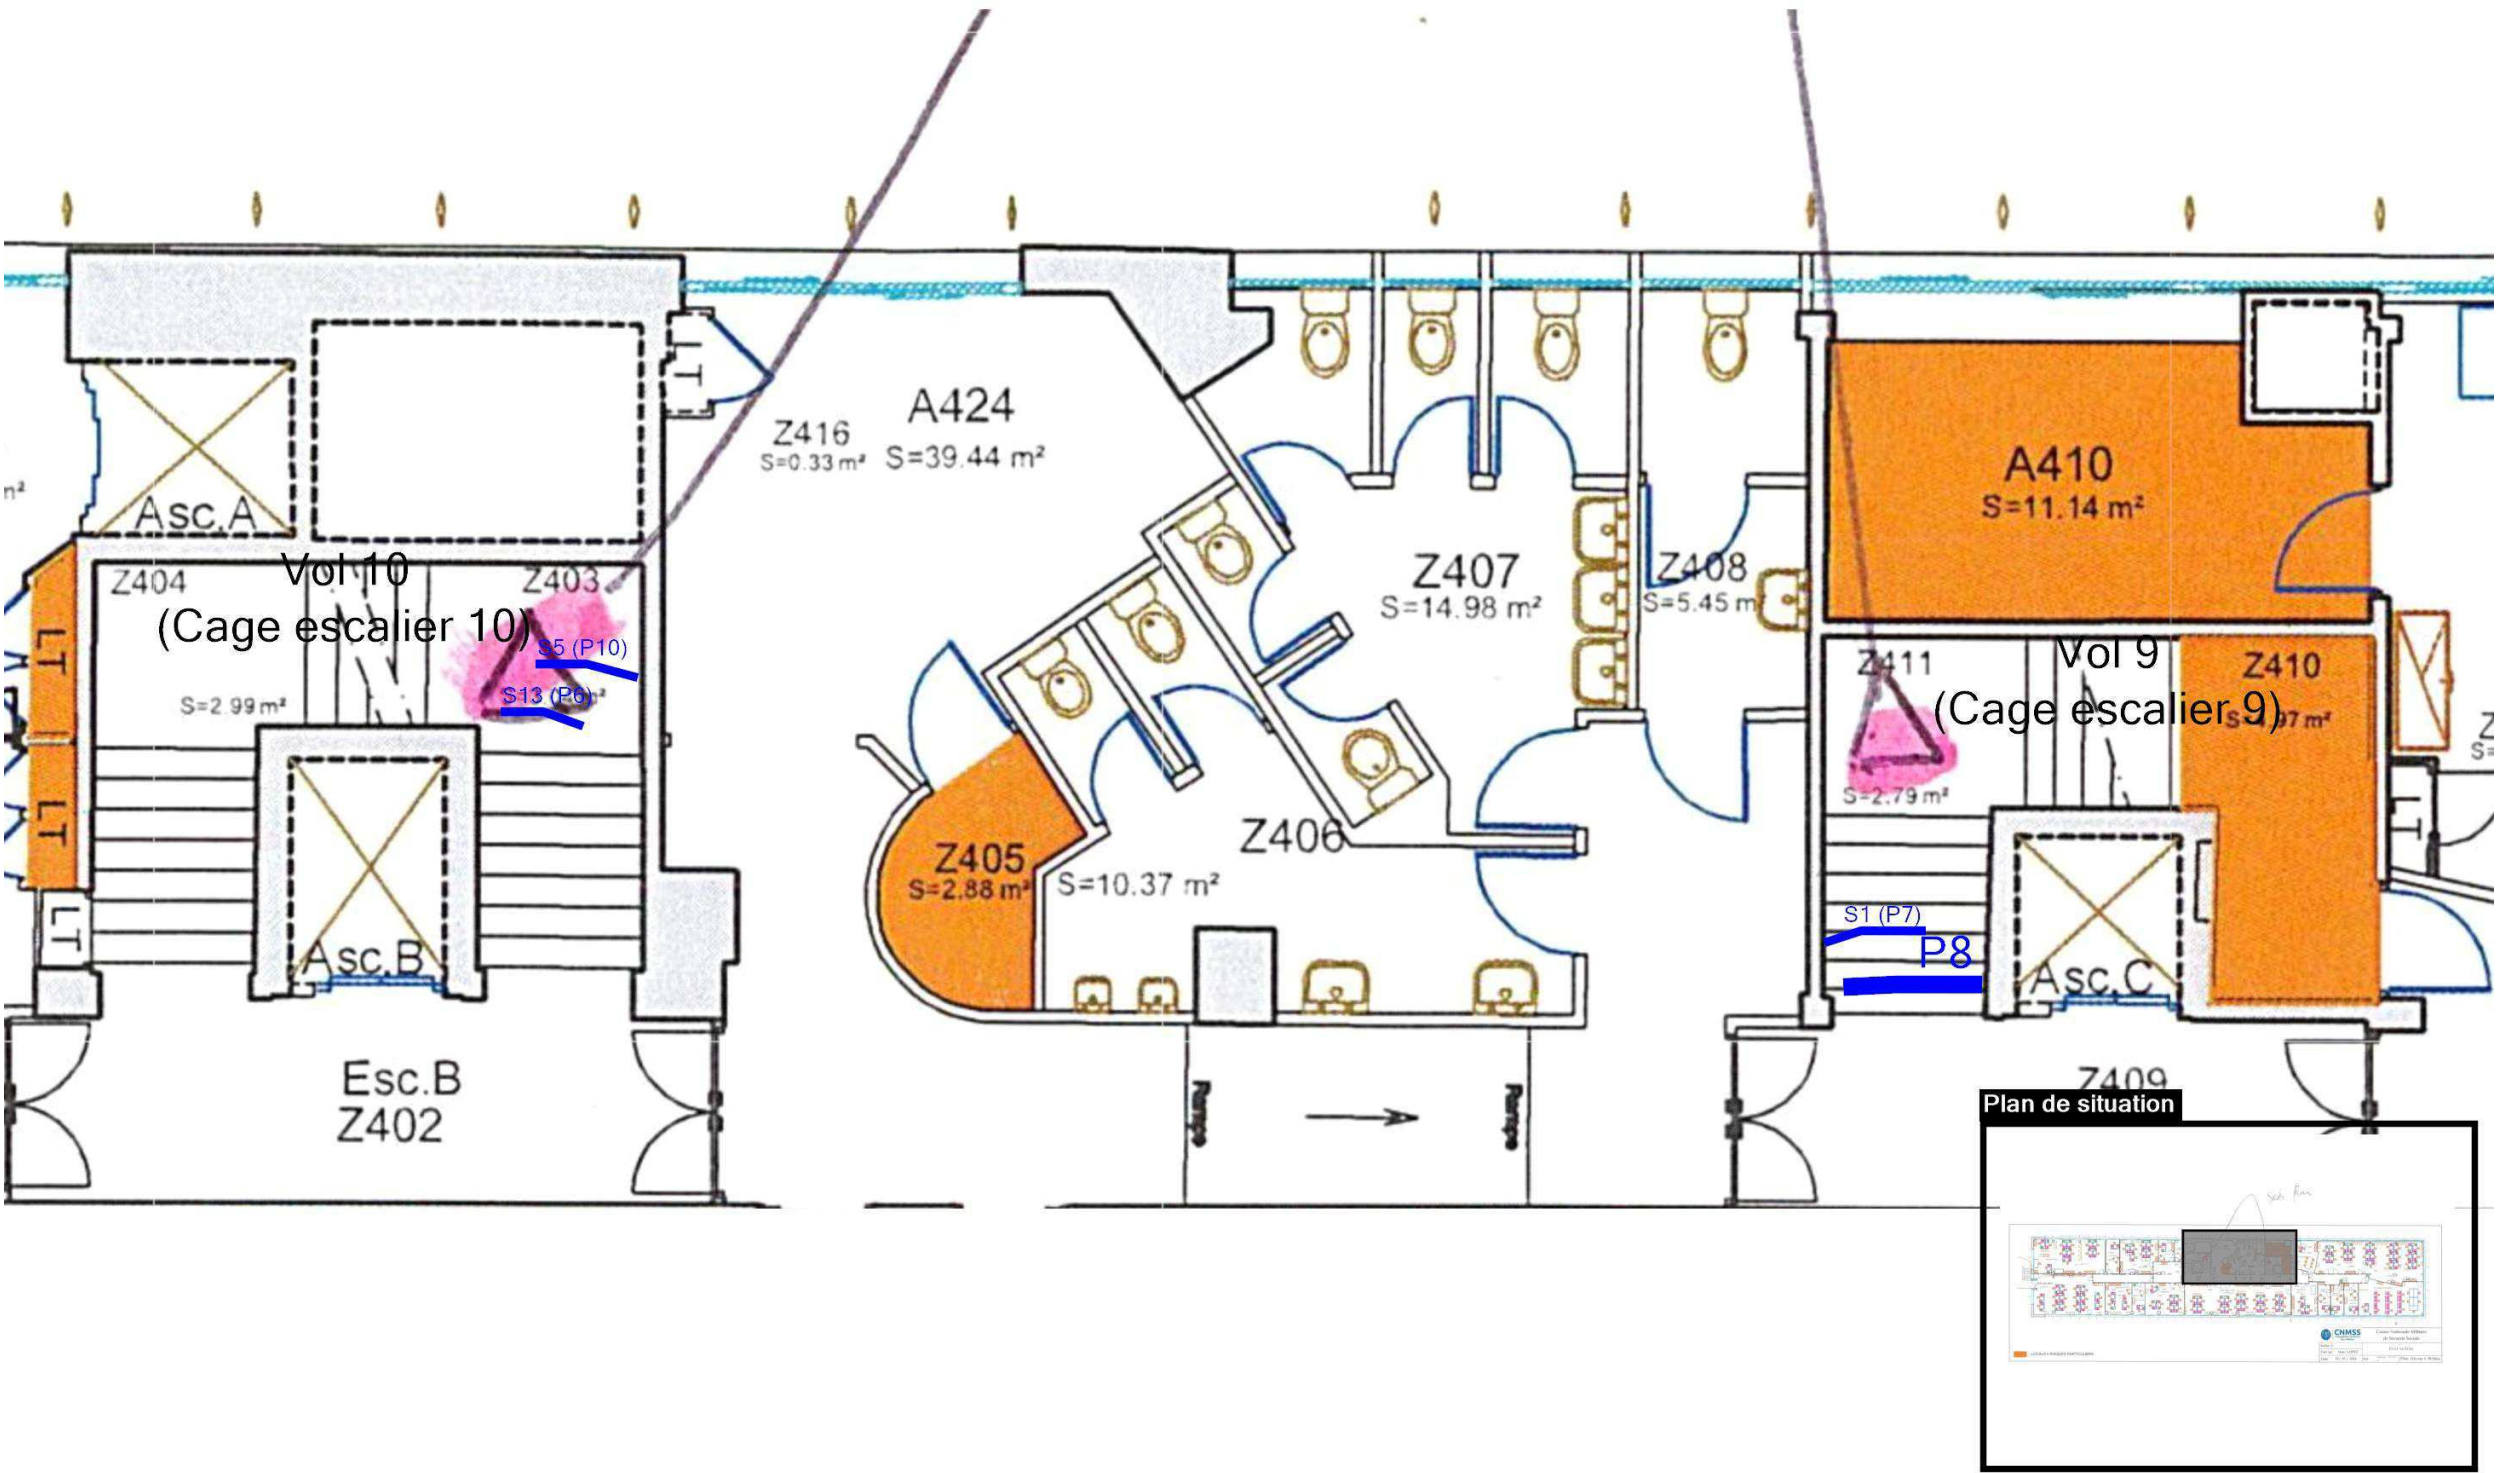 LT
A424
S=39.44 m²
Z416
S=0.33 m²
m²
Asc.A
Z404
Vol 10
(Cage escalier 10)
Z403
S5 (P10)
S13 (P6)
S=2.99 m²
LT
LT
LT
Asc.B
Esc.B
Z402
Z405
S=2.88 m²
Z406
S=10.37 m²
Z407
S=14.98 m²
Z408
S=5.45 m
A410
S=11.14 m²
Z411
S=2.79 m²
Vol 9
(Cage escalier 9)
Z410
S1 (P7)
P8
Asc.C
LT
Z
S=
Rampe
Rampe
Z409
Plan de situation
CNMSS